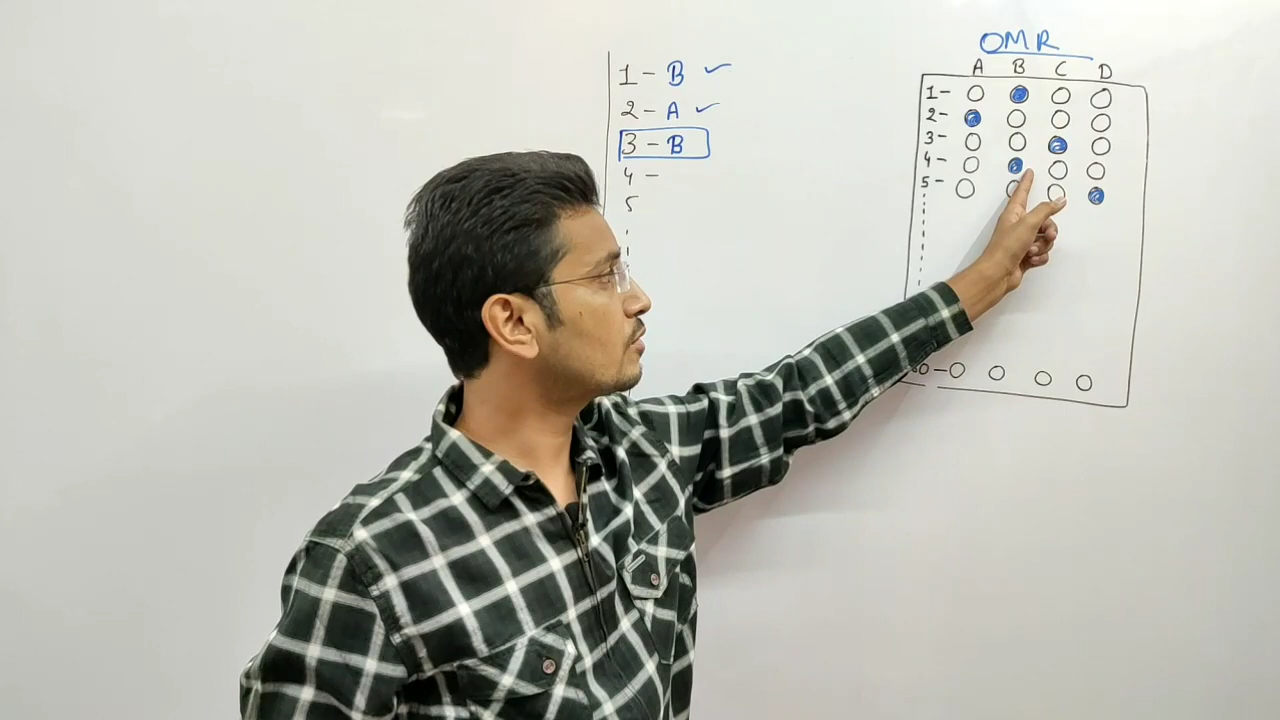 1 - B ✓
2 - A ✓
3 - B
4 -
5
OMR
A B C D
1-
2-
3-
4-
5-